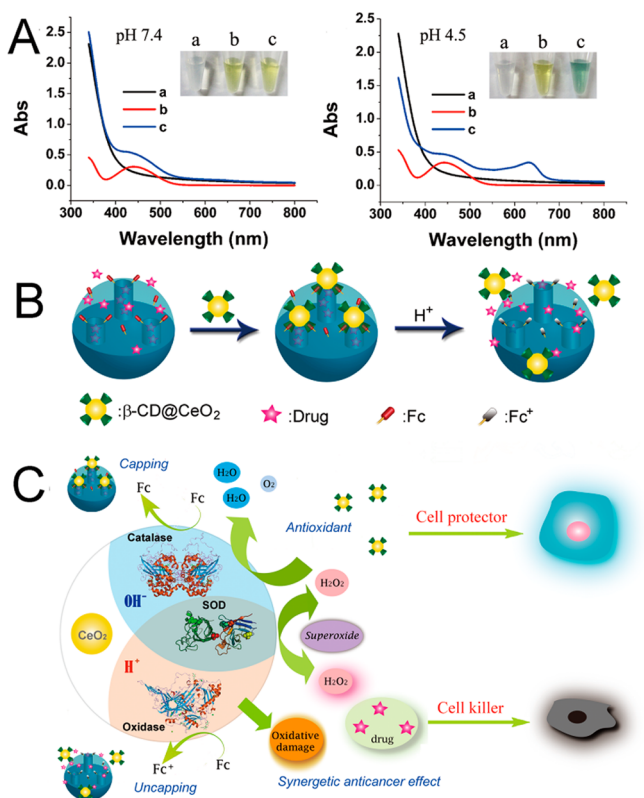 A
pH 7.4
a b c
a
b
c
Abs
2.5
2.0
1.5
1.0
0.5
0.0
300 400 500 600 700 800
Wavelength (nm)
pH 4.5
a b c
a
b
c
Abs
2.5
2.0
1.5
1.0
0.5
0.0
300 400 500 600 700 800
Wavelength (nm)
B
H⁺
:β-CD@CeO₂
:Drug
:Fc
:Fc⁺
C
Capping
Fc
Fc
H₂O
H₂O
O₂
Antioxidant
Cell protector
Catalase
OH⁻
SOD
CeO₂
H⁺
Oxidase
H₂O₂
Superoxide
H₂O₂
Oxidative
damage
drug
Cell killer
Fc⁺
Fc
Uncapping
Synergetic anticancer effect